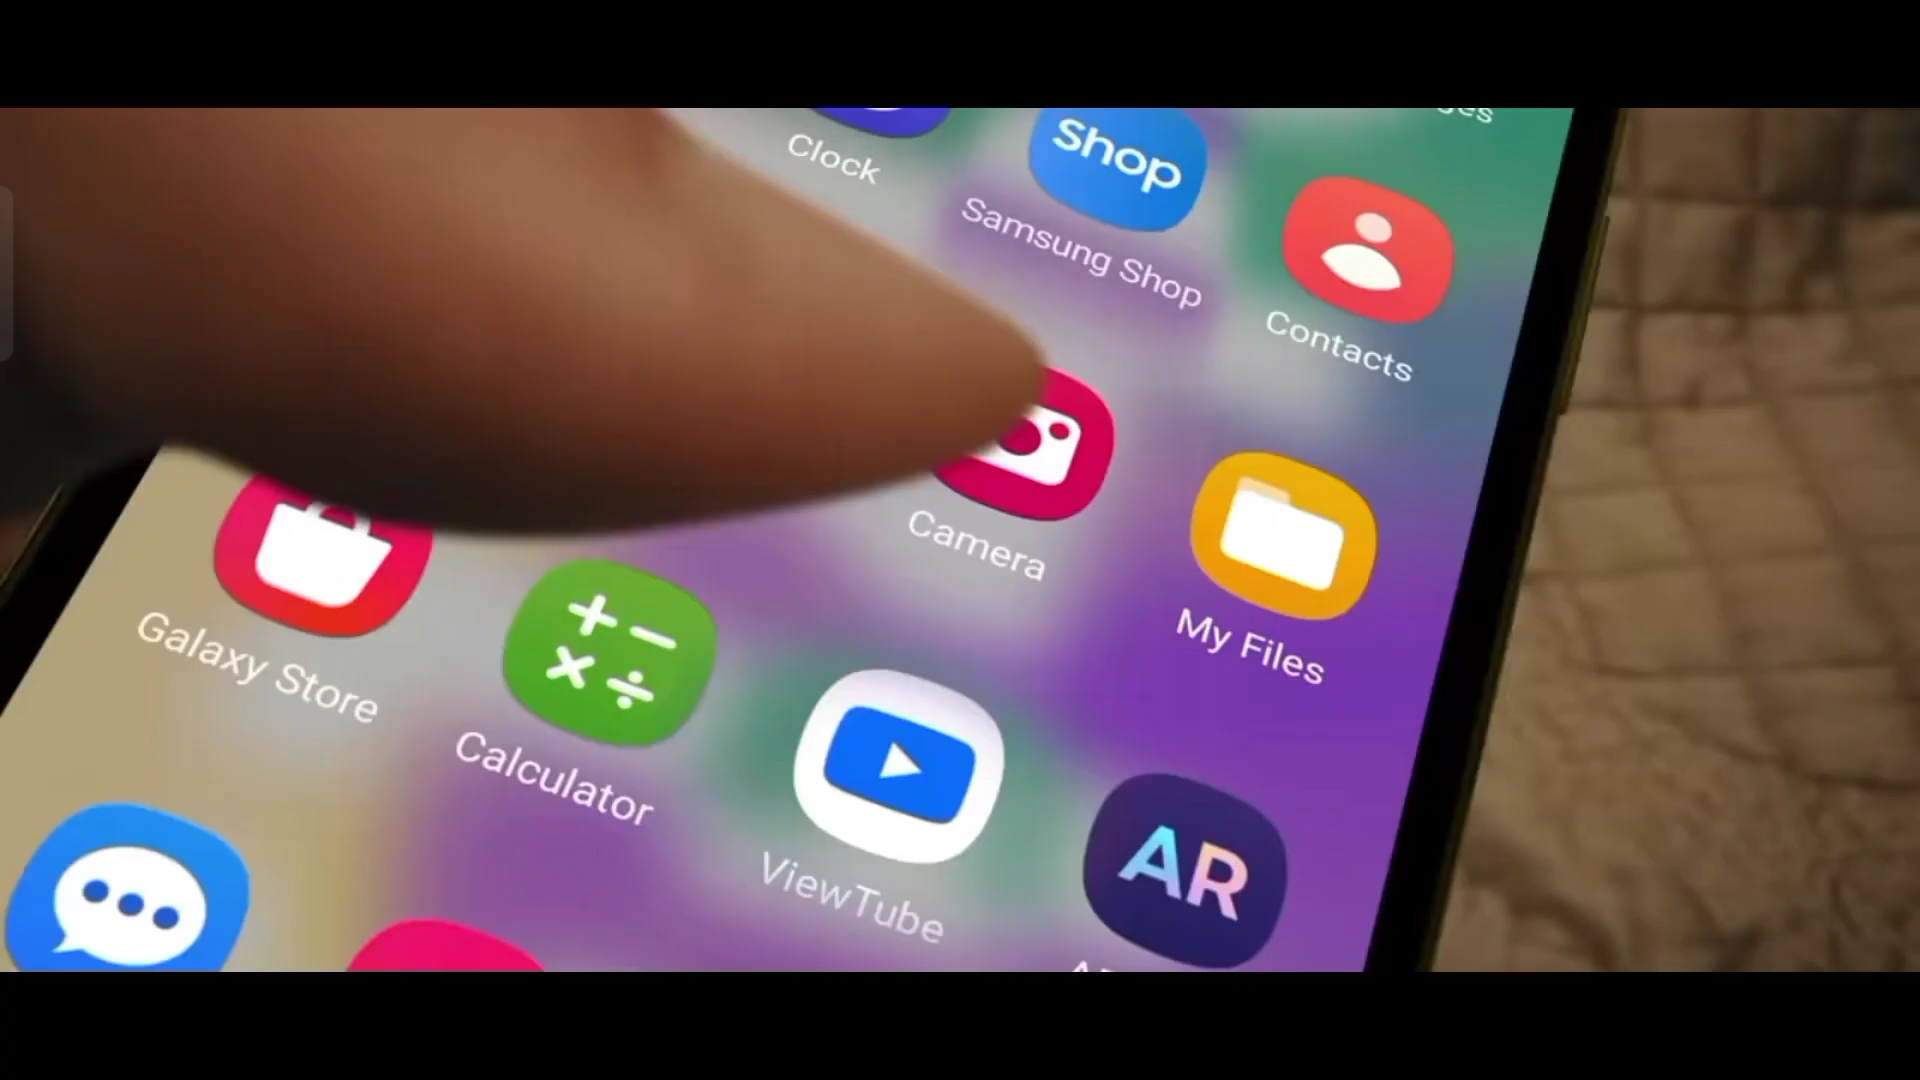 Clock
Shop
Samsung Shop
Contacts
Camera
My Files
Galaxy Store
Calculator
ViewTube
AR